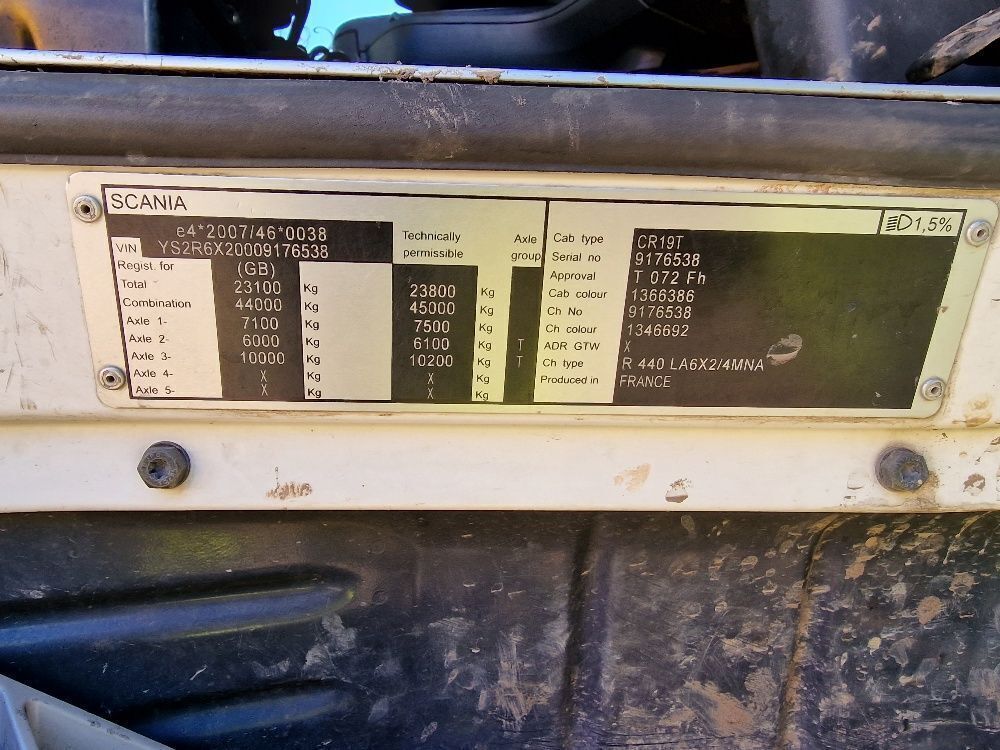 SCANIA
e4*2007/46*0038
VIN YS2R6X20009176538
Technically permissible
Axle group
Regist. for (GB)
Total 23100 Kg 23800 Kg
Combination 44000 Kg 45000 Kg
Axle 1- 7100 Kg 7500 Kg
Axle 2- 6000 Kg 6100 Kg T
Axle 3- 10000 Kg 10200 Kg T
Axle 4- X Kg X Kg
Axle 5- X Kg X Kg
1,5%
Cab type CR19T
Serial no 9176538
Approval T 072 Fh
Cab colour 1366386
Ch No 9176538
Ch colour 1346692
ADR GTW X
Ch type R 440 LA6X2/4MNA
Produced in FRANCE